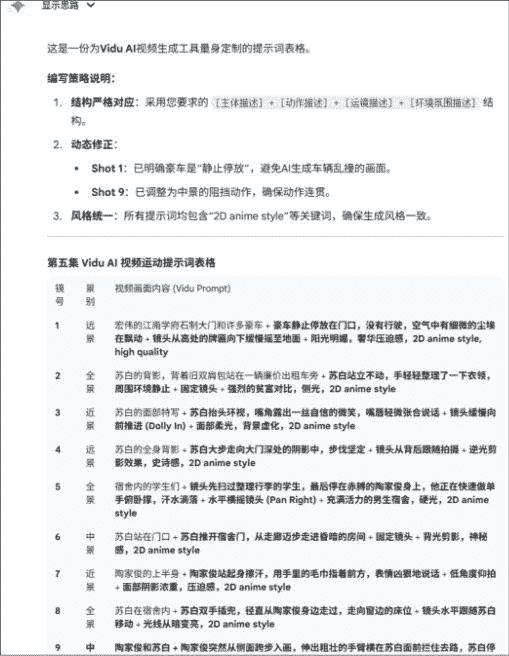 显示思路
这是一份为Vidu AI视频生成工具量身定制的提示词表格。
编写策略说明：
1. 结构严格对应：采用您要求的 [主体描述] + [动作描述] + [运镜描述] + [环境氛围描述] 结
构。
2. 动态修正：
• Shot 1：已明确豪车是“静止停放”，避免AI生成车辆乱撞的画面。
• Shot 9：已调整为中景的阻挡动作，确保动作连贯。
3. 风格统一：所有提示词均包含“2D anime style”等关键词，确保生成风格一致。
第五集 Vidu AI 视频运动提示词表格
镜号 景别 视频画面内容 (Vidu Prompt)
1 远景 宏伟的江南学府石制大门和许多豪车 + 豪车静止停放在门口，没有行驶，空气中有细微的尘埃
在飘动 + 镜头从高处的牌匾向下缓慢摇至地面 + 阳光明媚，奢华压迫感，2D anime style,
high quality
2 全景 苏白的背影，背着旧双肩包站在一辆廉价出租车旁 + 苏白站立不动，手轻轻整理了一下衣领，
周围环境静止 + 固定镜头 + 强烈的贫富对比，侧光，2D anime style
3 近景 苏白的面部特写 + 苏白抬头环视，嘴角露出一丝自信的微笑，嘴唇轻微张合说话 + 镜头缓慢向
前推进 (Dolly In) + 面部柔光，背景虚化，2D anime style
4 远景 苏白的全身背影 + 苏白大步走向大门深处的阴影中，步伐坚定 + 镜头从背后跟随拍摄 + 逆光剪
影效果，史诗感，2D anime style
5 全景 宿舍内的学生们 + 镜头先扫过整理行李的学生，最后停在赤膊的陶家俊身上，他正在快速做单
手俯卧撑，汗水滴落 + 水平横摇镜头 (Pan Right) + 充满活力的男生宿舍，硬光，2D anime
style
6 中景 苏白站在门口 + 苏白推开宿舍门，从走廊迈步走进昏暗的房间 + 固定镜头 + 背光剪影，神秘
感，2D anime style
7 近景 陶家俊的上半身 + 陶家俊站起身擦汗，用手里的毛巾指着前方，表情凶狠地说话 + 低角度仰拍
+ 面部阴影浓重，压迫感，2D anime style
8 全景 苏白在宿舍内 + 苏白双手插兜，径直从陶家俊身边走过，走向窗边的床位 + 镜头水平跟随苏白
移动 + 光线从暗变亮，2D anime style
9 中 陶家俊和苏白 + 陶家俊突然从侧面跨步入画，伸出粗壮的手臂横在苏白面前拦住去路，苏白停